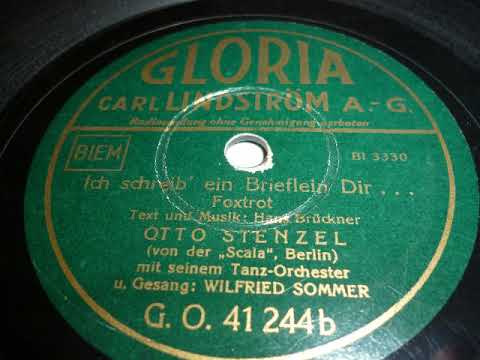 GLORIA
CARL LINDSTRÖM A.-G.
Radiosendung ohne Genehmigung verboten
BIEM
BI 3330
Ich schreib' ein Brieflein Dir . . .
Foxtrot
Text und Musik: Hans Brückner
OTTO STENZEL
(von der „Scala", Berlin)
mit seinem Tanz-Orchester
u. Gesang: WILFRIED SOMMER
G. O. 41 244b